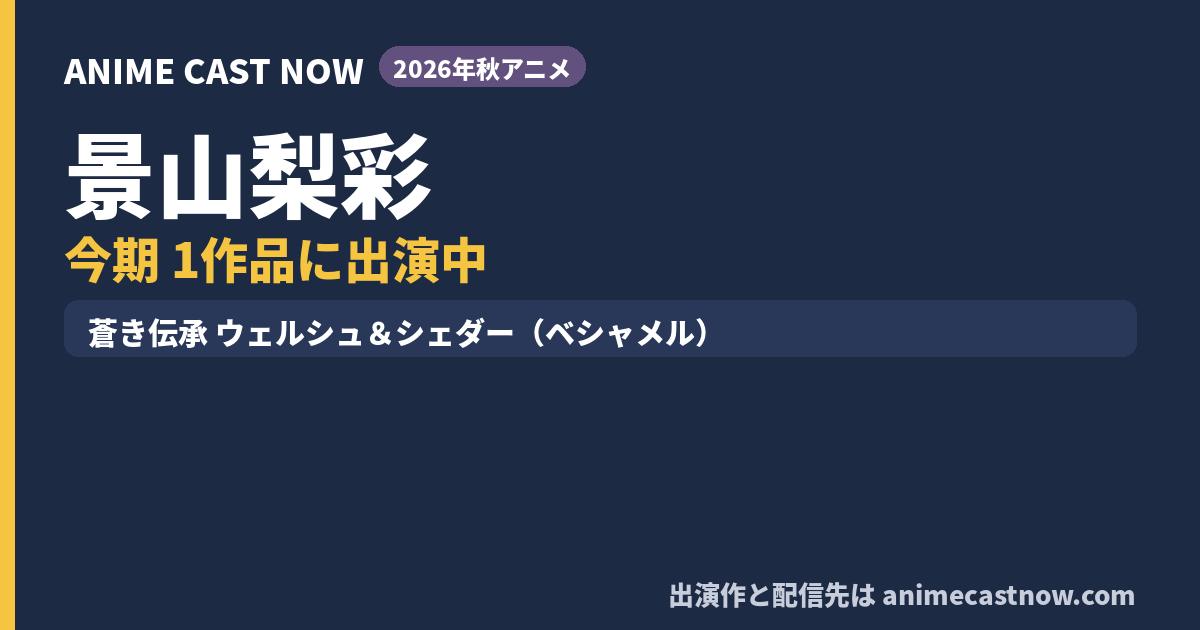 ANIME CAST NOW 2026年秋アニメ
景山梨彩
今期 1作品に出演中
蒼き伝承 ウェルシュ＆シェダー（ベシャメル）
出演作と配信先は animecastnow.com